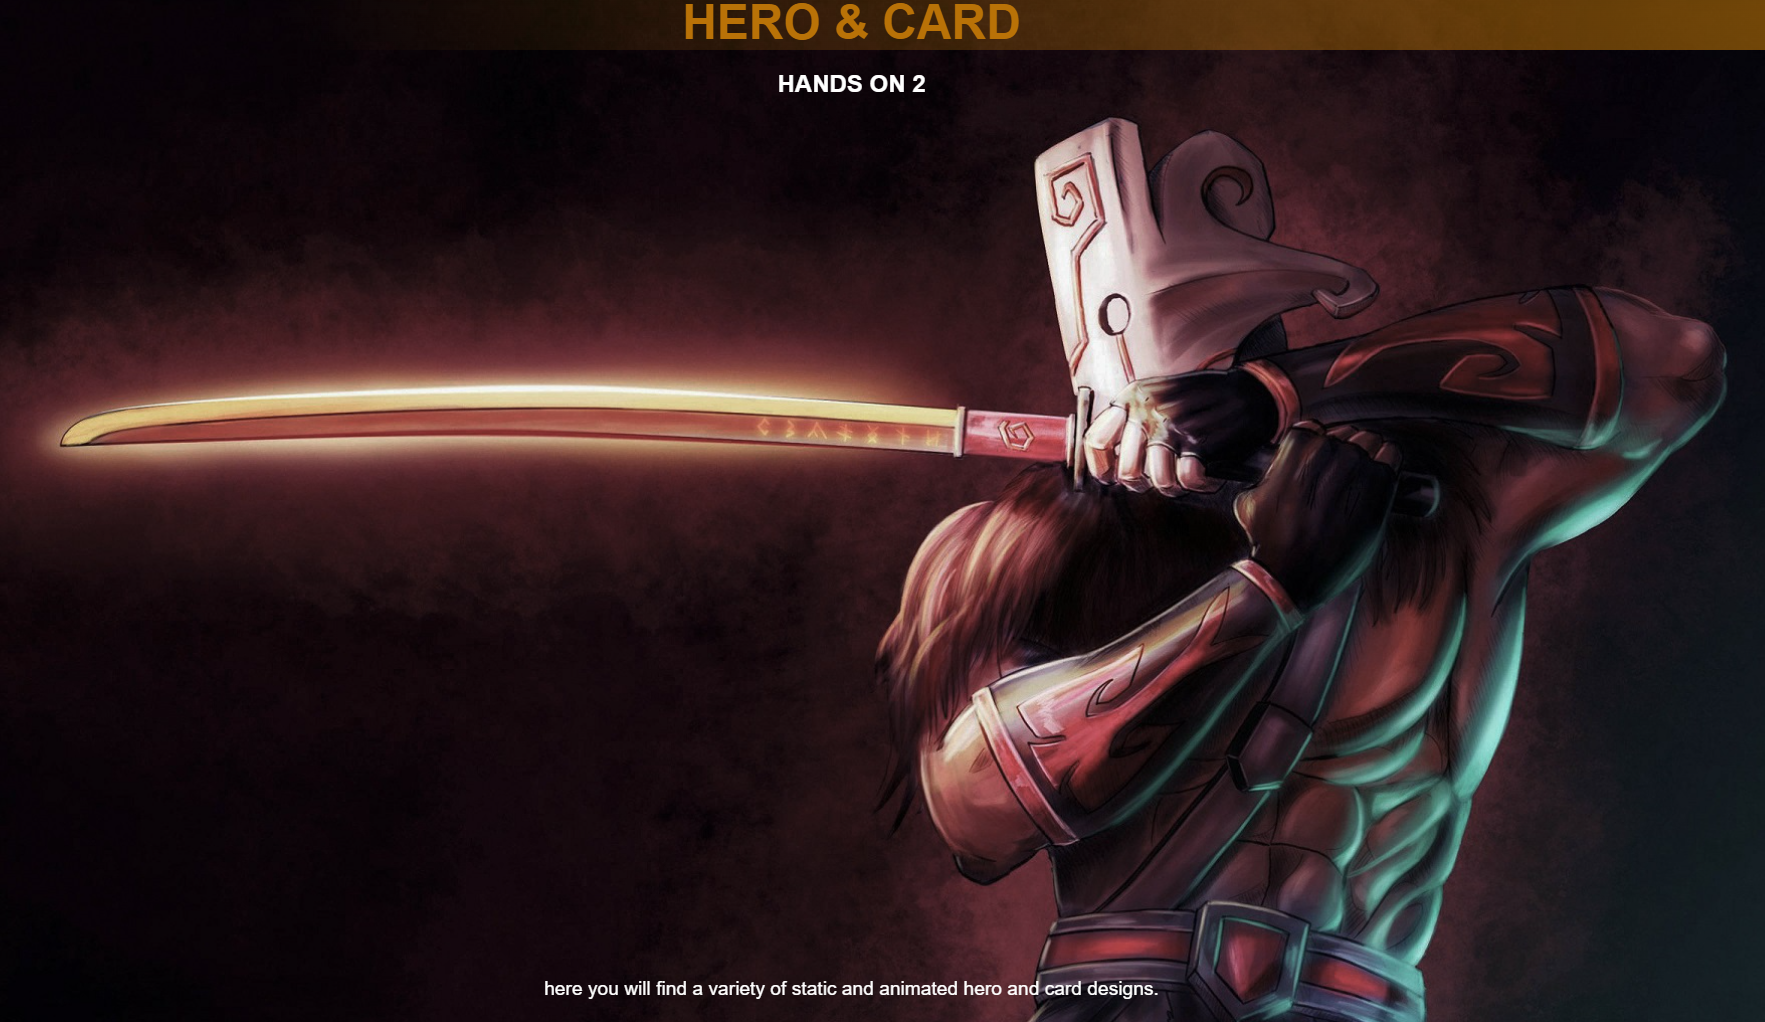 HERO & CARD
HANDS ON 2
here you will find a variety of static and animated hero and card designs.